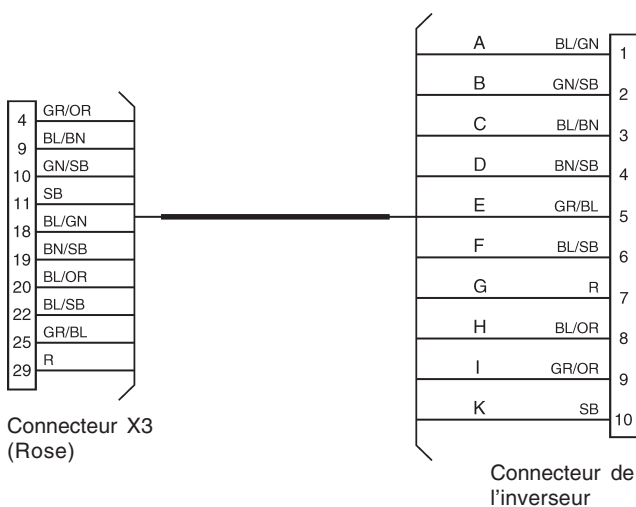 4 GR/OR
9 BL/BN
10 GN/SB
11 SB
18 BL/GN
19 BN/SB
20 BL/OR
22 BL/SB
25 GR/BL
29 R
Connecteur X3
(Rose)
A BL/GN 1
B GN/SB 2
C BL/BN 3
D BN/SB 4
E GR/BL 5
F BL/SB 6
G R 7
H BL/OR 8
I GR/OR 9
K SB 10
Connecteur de
l'inverseur